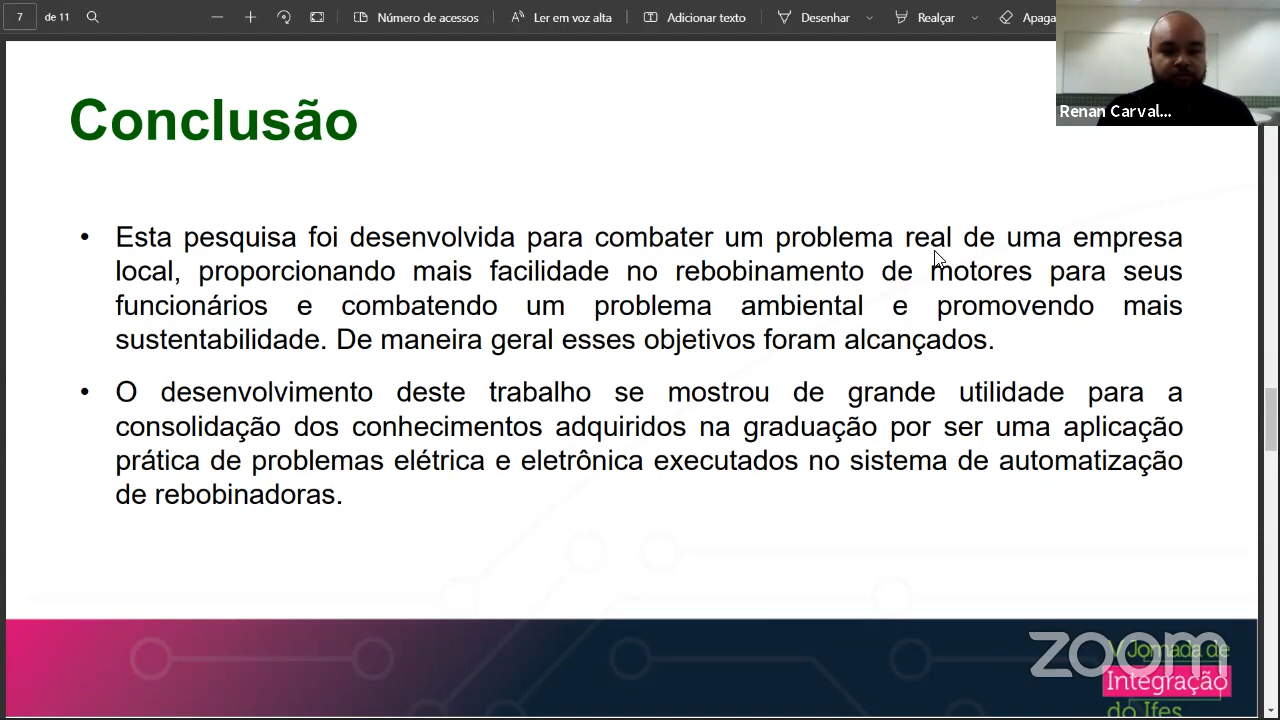 7 de 11 Número de acessos Ler em voz alta Adicionar texto Desenhar Realçar Apaga
Renan Carval...
Conclusão
• Esta pesquisa foi desenvolvida para combater um problema real de uma empresa
local, proporcionando mais facilidade no rebobinamento de motores para seus
funcionários e combatendo um problema ambiental e promovendo mais
sustentabilidade. De maneira geral esses objetivos foram alcançados.
• O desenvolvimento deste trabalho se mostrou de grande utilidade para a
consolidação dos conhecimentos adquiridos na graduação por ser uma aplicação
prática de problemas elétrica e eletrônica executados no sistema de automatização
de rebobinadoras.
zoom
V Jornada de
Integração
do Ifes